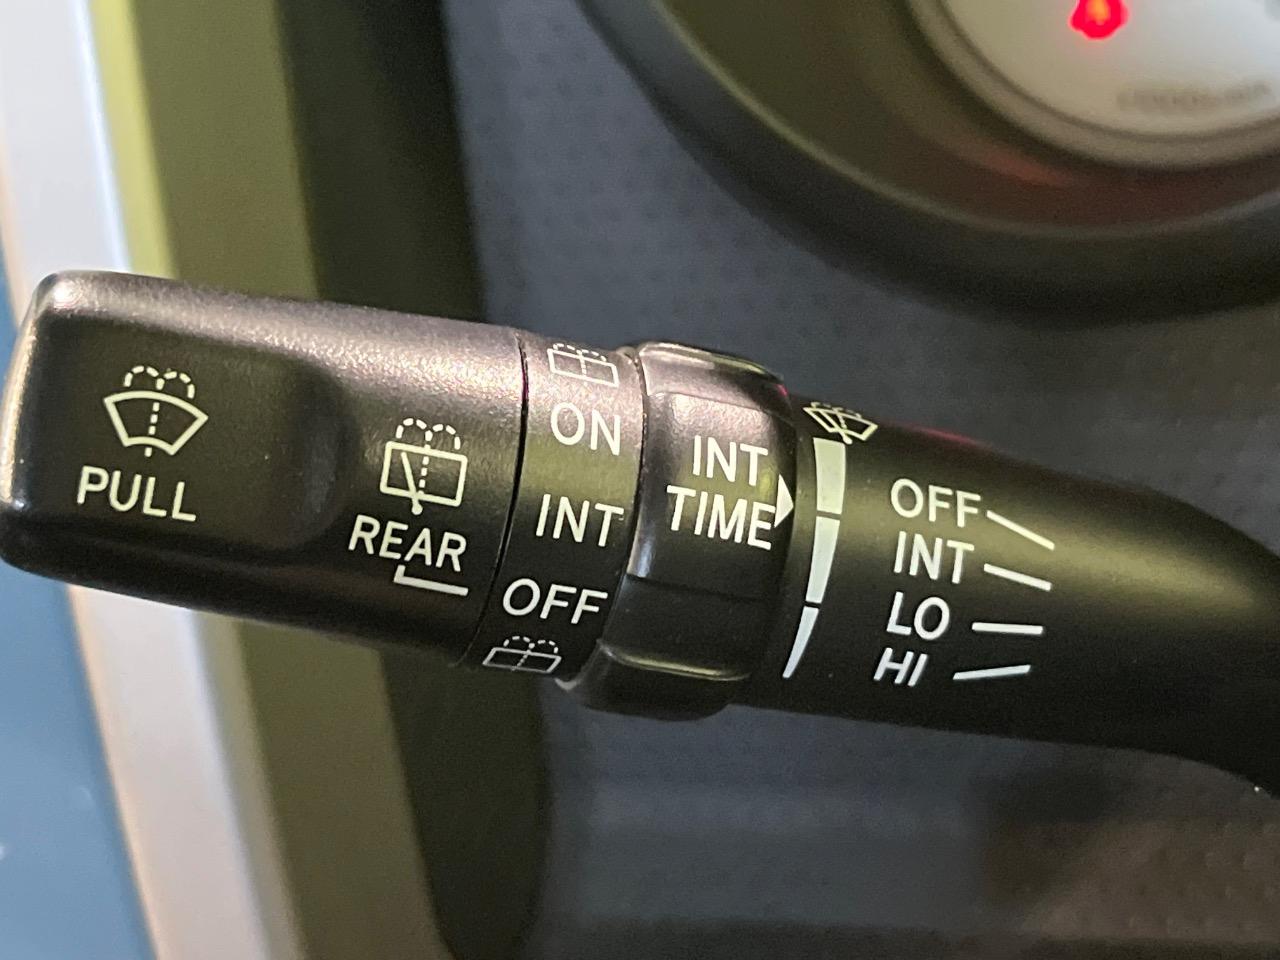 PULL
REAR
ON
INT
OFF
INT
TIME
OFF
INT
LO
HI